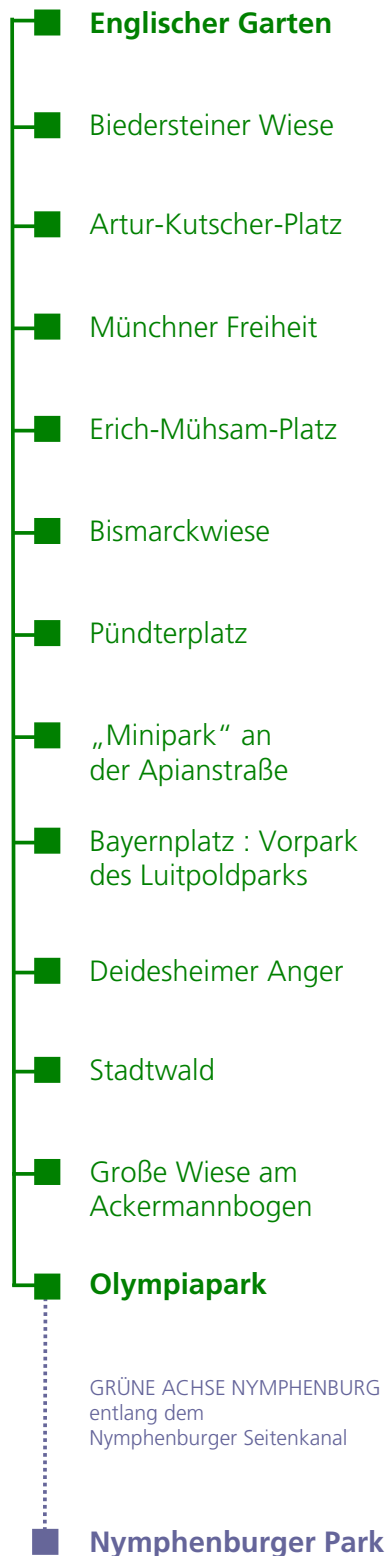 Englischer Garten
Biedersteiner Wiese
Artur-Kutscher-Platz
Münchner Freiheit
Erich-Mühsam-Platz
Bismarckwiese
Pündterplatz
„Minipark“ an
der Apianstraße
Bayernplatz : Vorpark
des Luitpoldparks
Deidesheimer Anger
Stadtwald
Große Wiese am
Ackermannbogen
Olympiapark
GRÜNE ACHSE NYMPHENBURG
entlang dem
Nymphenburger Seitenkanal
Nymphenburger Park